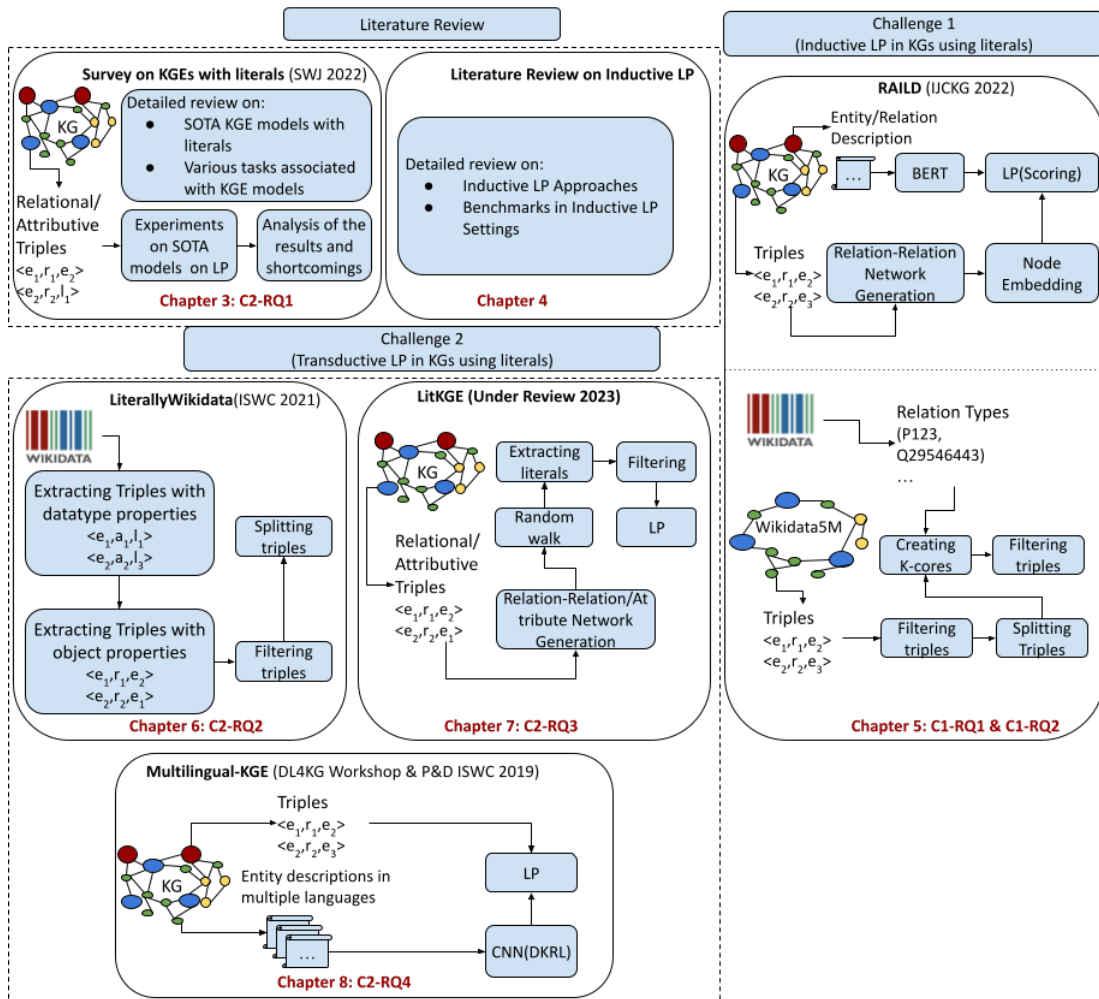 Literature Review
Survey on KGEs with literals (SWJ 2022)
KG
Detailed review on:
● SOTA KGE models with
literals
● Various tasks associated
with KGE models
Relational/
Attributive
Triples
<e₁,r₁,e₂>
<e₂,r₂,l₁>
Experiments
on SOTA
models on LP
Analysis of the
results and
shortcomings
Chapter 3: C2-RQ1
Literature Review on Inductive LP
Detailed review on:
● Inductive LP Approaches
● Benchmarks in Inductive LP
Settings
Chapter 4
Challenge 1
(Inductive LP in KGs using literals)
RAILD (IJCKG 2022)
KG
Entity/Relation
Description
...
BERT
LP(Scoring)
Triples
<e₁,r₁,e₂>
<e₂,r₂,e₃>
Relation-Relation
Network
Generation
Node
Embedding
WIKIDATA
Relation Types
(P123,
Q29546443)
...
Wikidata5M
Creating
K-cores
Filtering
triples
Triples
<e₁,r₁,e₂>
<e₂,r₂,e₃>
Filtering
triples
Splitting
Triples
Chapter 5: C1-RQ1 & C1-RQ2
Challenge 2
(Transductive LP in KGs using literals)
LiterallyWikidata(ISWC 2021)
WIKIDATA
Extracting Triples with
datatype properties
<e₁,a₁,l₁>
<e₂,a₂,l₃>
Splitting
triples
Extracting Triples with
object properties
<e₁,r₁,e₂>
<e₂,r₂,e₁>
Filtering
triples
Chapter 6: C2-RQ2
LitKGE (Under Review 2023)
KG
Extracting
literals
Filtering
Random
walk
LP
Relational/
Attributive
Triples
<e₁,r₁,e₂>
<e₂,r₂,e₁>
Relation-Relation/At
tribute Network
Generation
Chapter 7: C2-RQ3
Multilingual-KGE (DL4KG Workshop & P&D ISWC 2019)
Triples
<e₁,r₁,e₂>
<e₂,r₂,e₃>
KG
Entity descriptions in
multiple languages
...
LP
CNN(DKRL)
Chapter 8: C2-RQ4